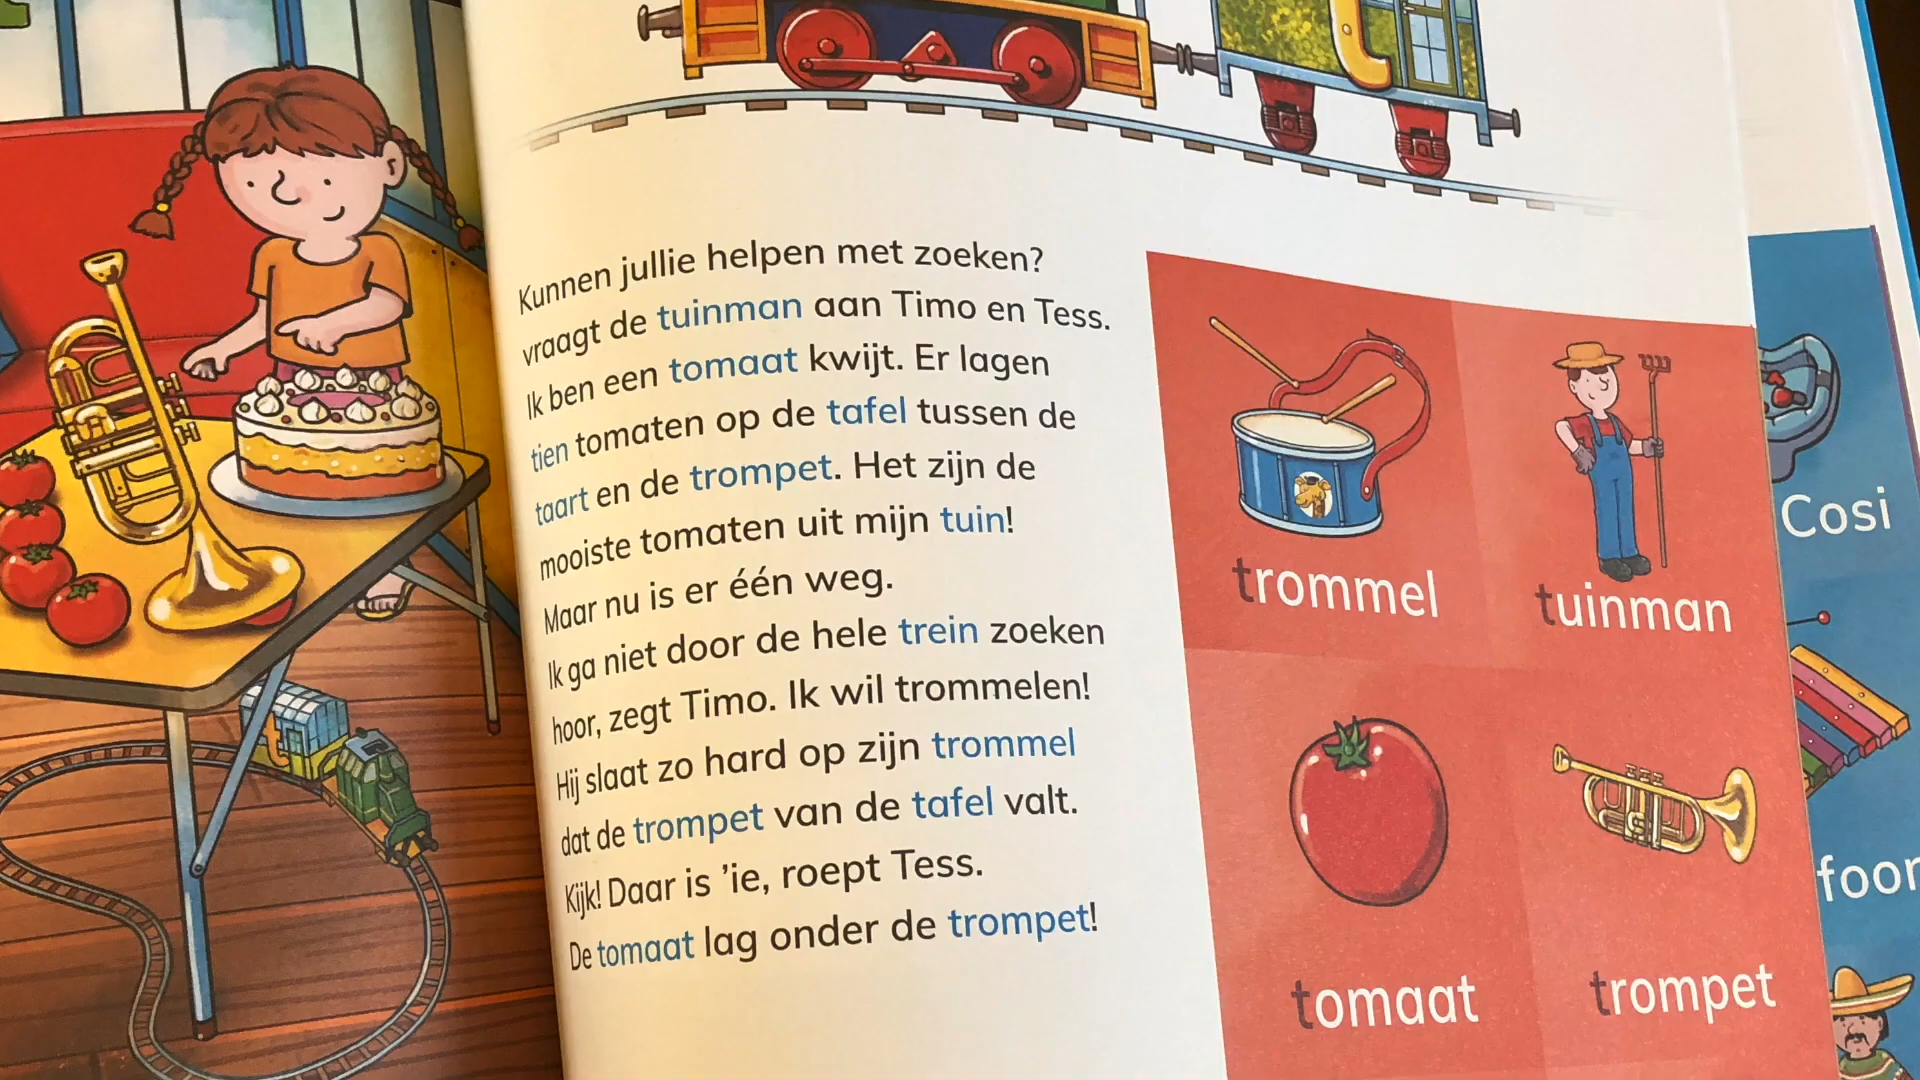 t
Kunnen jullie helpen met zoeken?
vraagt de tuinman aan Timo en Tess.
Ik ben een tomaat kwijt. Er lagen
tien tomaten op de tafel tussen de
taart en de trompet. Het zijn de
mooiste tomaten uit mijn tuin!
Maar nu is er één weg.
Ik ga niet door de hele trein zoeken
hoor, zegt Timo. Ik wil trommelen!
Hij slaat zo hard op zijn trommel
dat de trompet van de tafel valt.
Kijk! Daar is 'ie, roept Tess.
De tomaat lag onder de trompet!
trommel
tuinman
tomaat
trompet
Cosi
foon